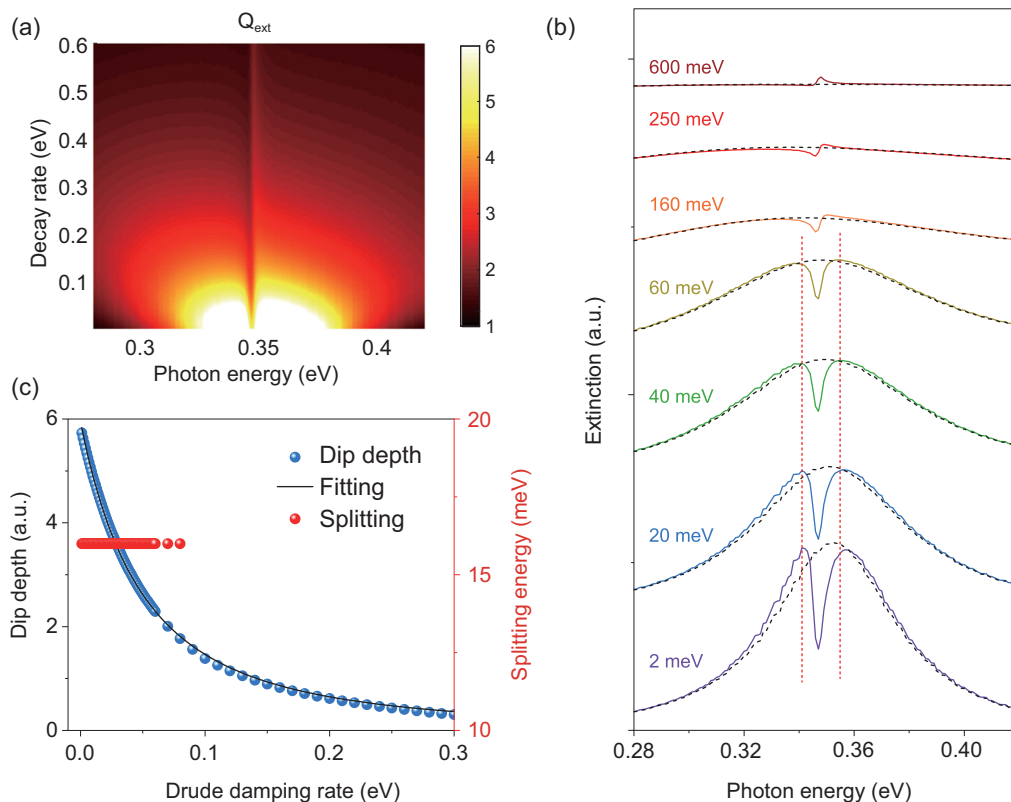 (a)
Q_ext
0.6
0.5
0.4
0.3
0.2
0.1
Decay rate (eV)
0.3
0.35
0.4
Photon energy (eV)
6
5
4
3
2
1
(b)
600 meV
250 meV
160 meV
60 meV
40 meV
20 meV
2 meV
Extinction (a.u.)
0.28
0.32
0.36
0.40
Photon energy (eV)
(c)
6
4
2
0
Dip depth (a.u.)
Dip depth
Fitting
Splitting
20
15
10
Splitting energy (meV)
0.0
0.1
0.2
0.3
Drude damping rate (eV)